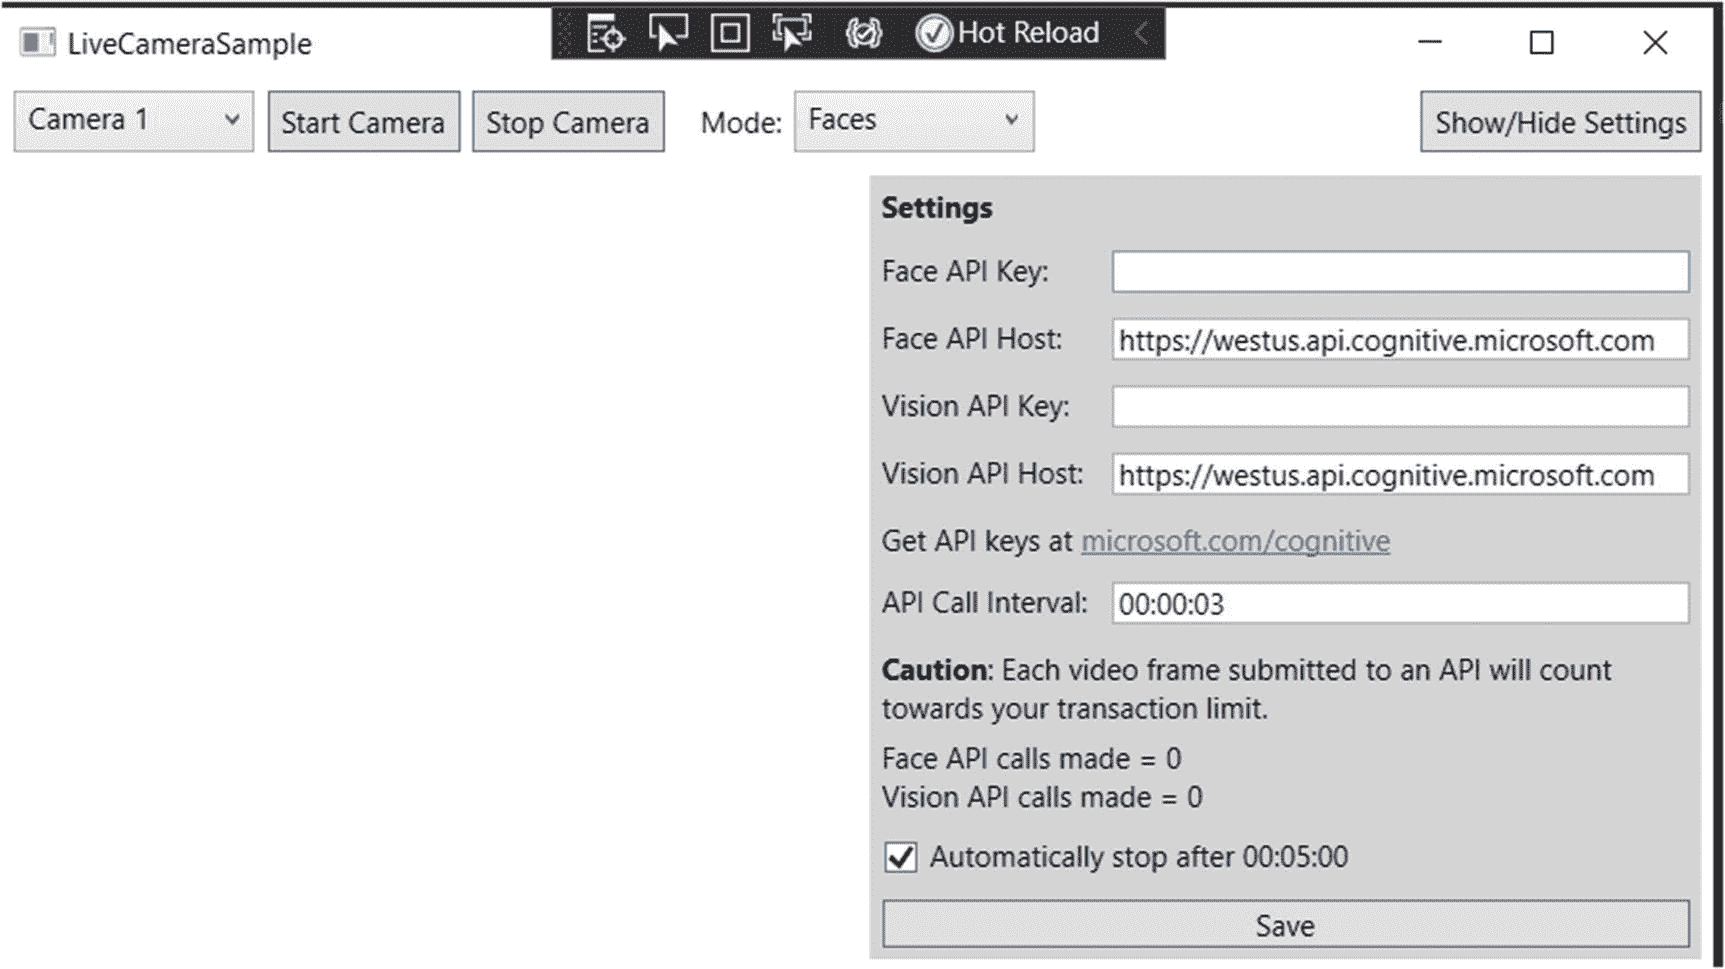 LiveCameraSample
Hot Reload
Camera 1
Start Camera
Stop Camera
Mode:
Faces
Show/Hide Settings
Settings
Face API Key:
Face API Host:
https://westus.api.cognitive.microsoft.com
Vision API Key:
Vision API Host:
https://westus.api.cognitive.microsoft.com
Get API keys at microsoft.com/cognitive
API Call Interval:
00:00:03
Caution: Each video frame submitted to an API will count
towards your transaction limit.
Face API calls made = 0
Vision API calls made = 0
Automatically stop after 00:05:00
Save